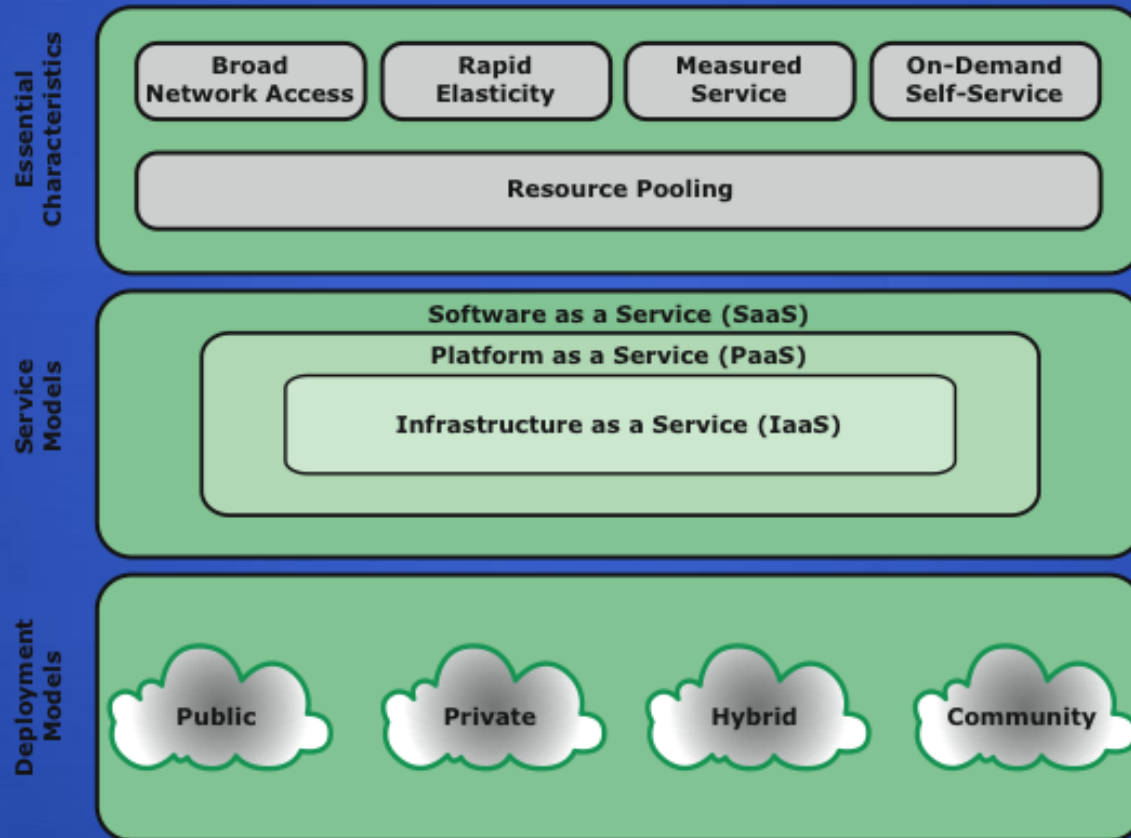 Essential
Characteristics
Broad
Network Access
Rapid
Elasticity
Measured
Service
On-Demand
Self-Service
Resource Pooling
Service
Models
Software as a Service (SaaS)
Platform as a Service (PaaS)
Infrastructure as a Service (IaaS)
Deployment
Models
Public
Private
Hybrid
Community